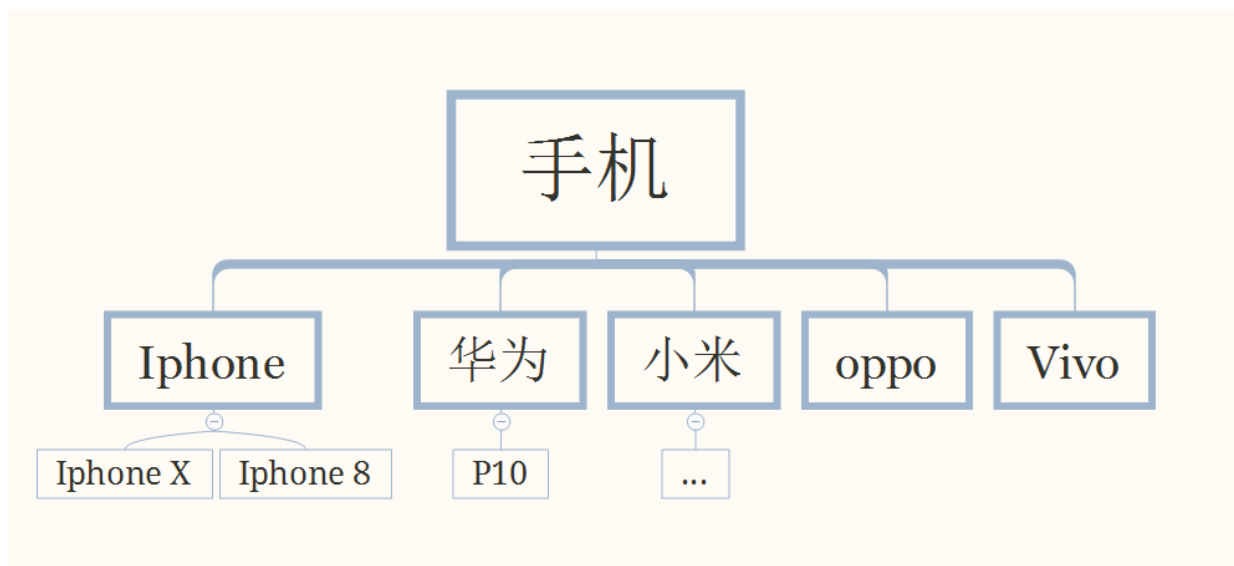 手机
Iphone
华为
小米
oppo
Vivo
Iphone X
Iphone 8
P10
...